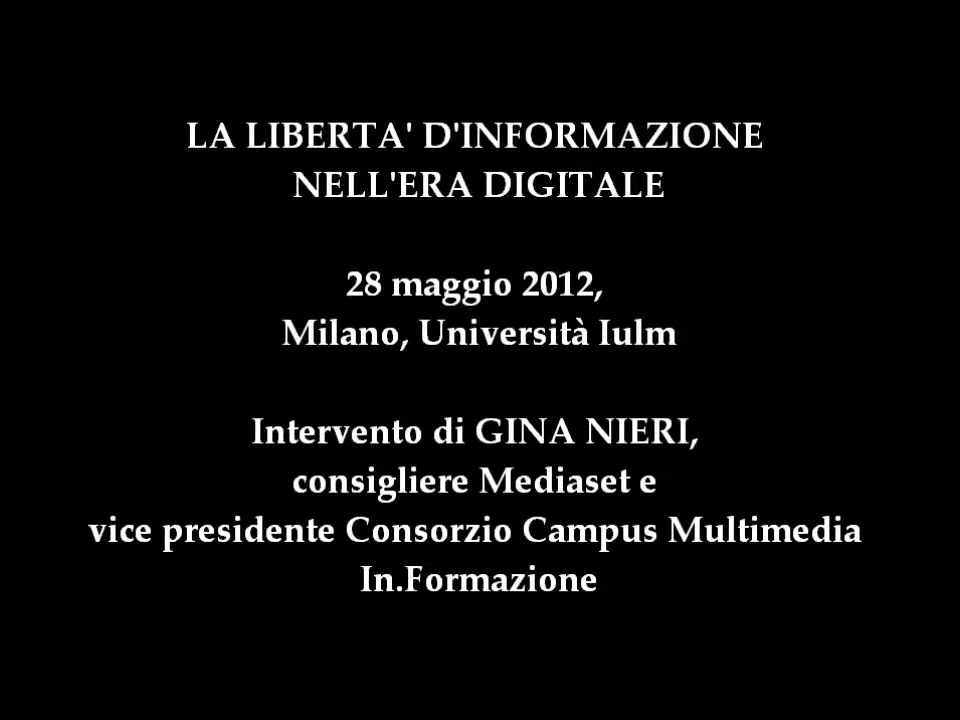 LA LIBERTA' D'INFORMAZIONE
NELL'ERA DIGITALE
28 maggio 2012,
Milano, Università Iulm
Intervento di GINA NIERI,
consigliere Mediaset e
vice presidente Consorzio Campus Multimedia
In.Formazione